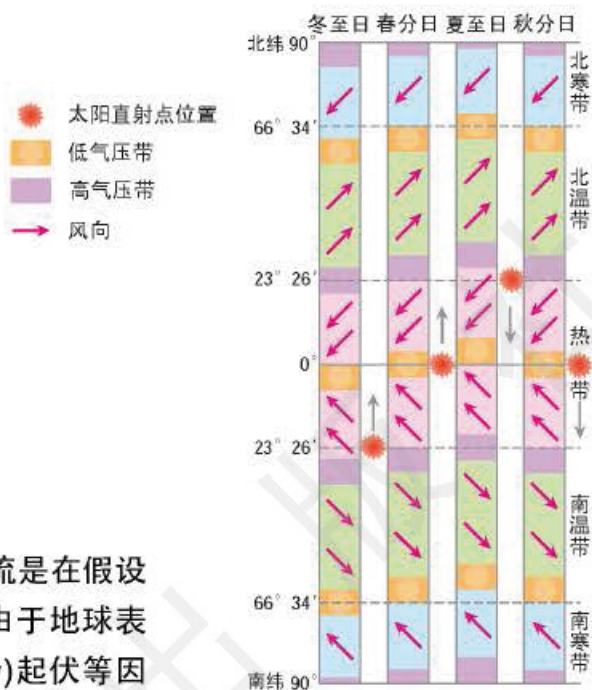 冬至日 春分日 夏至日 秋分日
北纬 90°
66° 34′
23° 26′
0°
23° 26′
66° 34′
南纬 90°
北寒带
北温带
热带
南温带
南寒带
太阳直射点位置
低气压带
高气压带
风向
流是在假设
由于地球表
)起伏等因